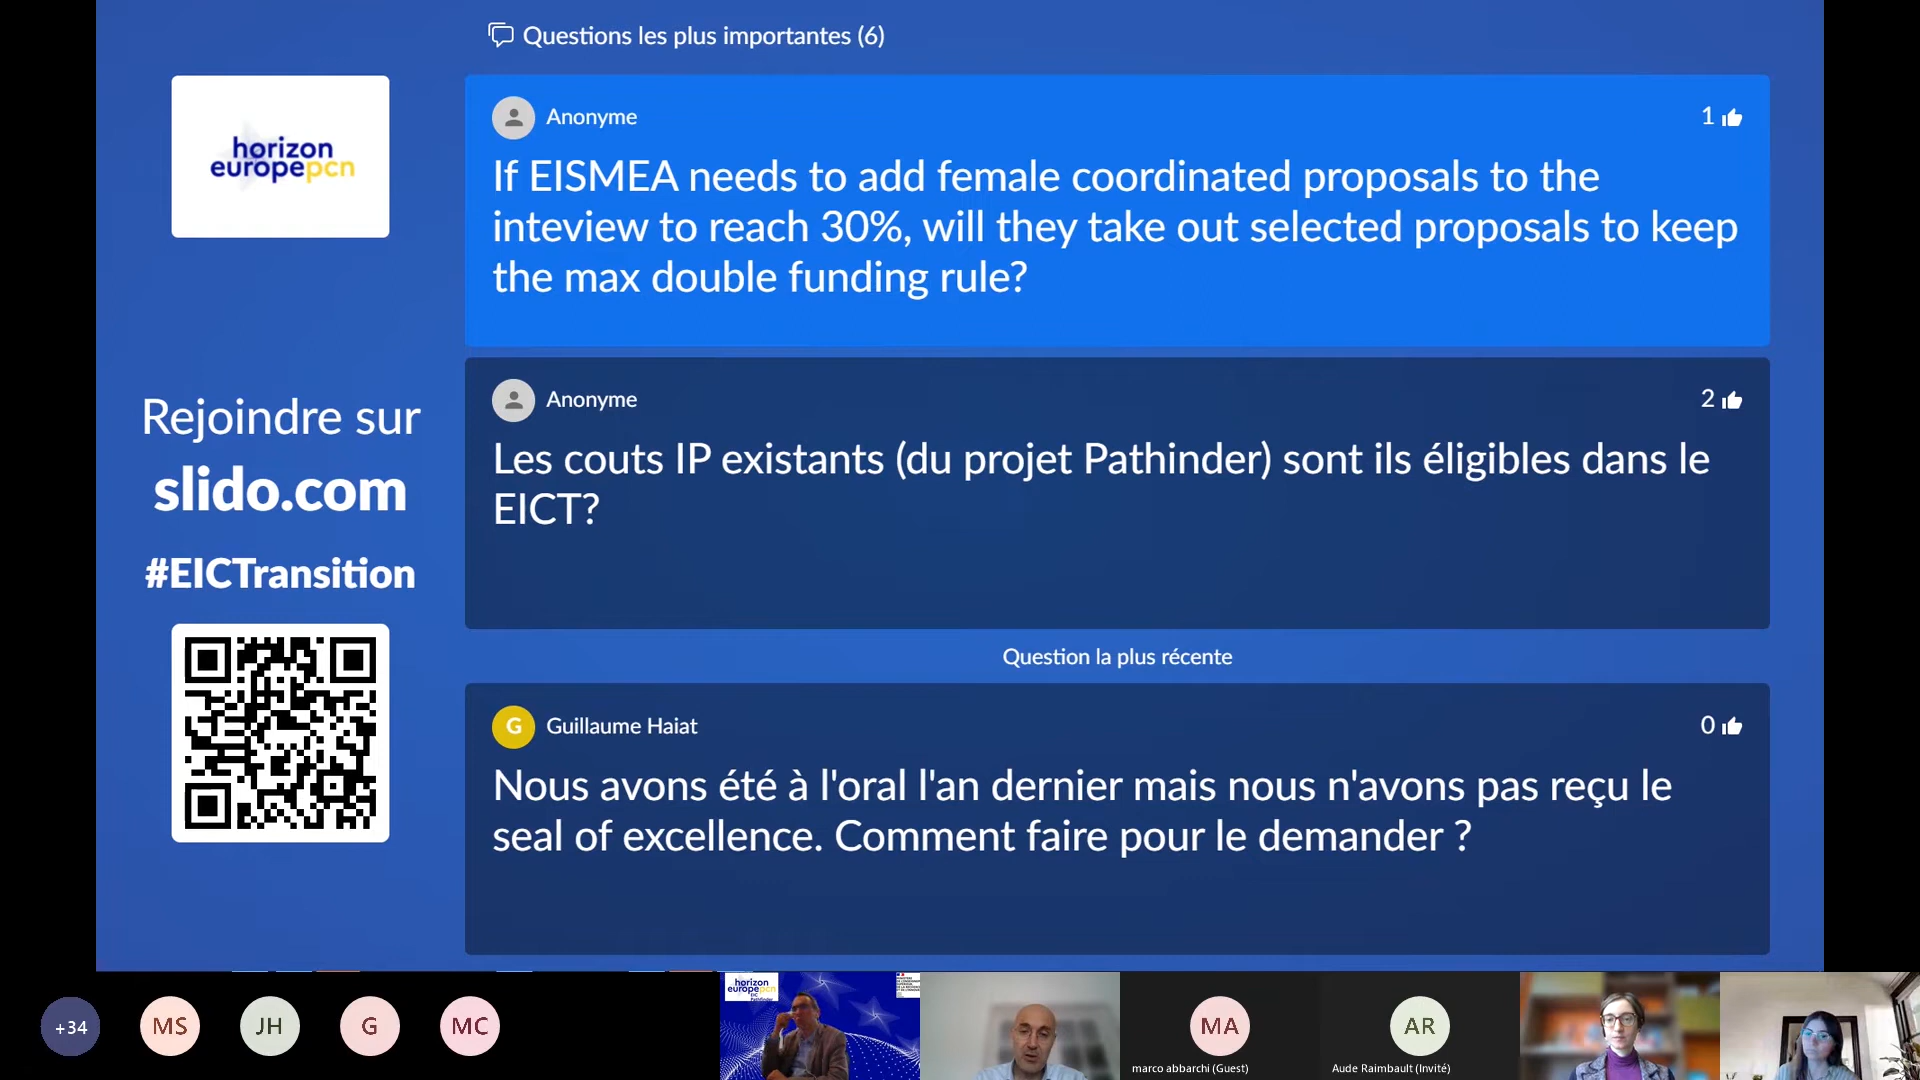 Questions les plus importantes (6)
horizon
europepcn
Anonyme
1
If EISMEA needs to add female coordinated proposals to the
inteview to reach 30%, will they take out selected proposals to keep
the max double funding rule?
Anonyme
2
Les couts IP existants (du projet Pathinder) sont ils éligibles dans le
EICT?
Rejoindre sur
slido.com
#EICTransition
Question la plus récente
G
Guillaume Haiat
0
Nous avons été à l'oral l'an dernier mais nous n'avons pas reçu le
seal of excellence. Comment faire pour le demander ?
+34
MS
JH
G
MC
horizon
europepcn
EIC
Pathfinder
MA
marco abbarchi (Guest)
AR
Aude Raimbault (Invité)